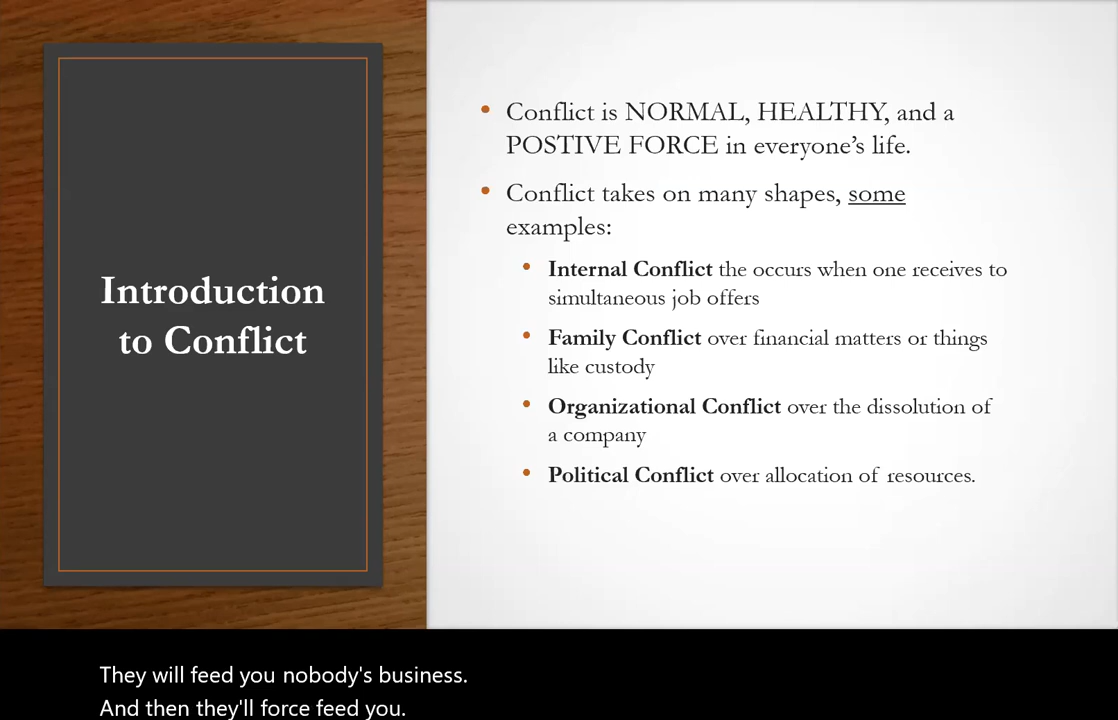 Introduction
to Conflict
• Conflict is NORMAL, HEALTHY, and a
POSTIVE FORCE in everyone's life.
• Conflict takes on many shapes, some
examples:
• Internal Conflict the occurs when one receives to
simultaneous job offers
• Family Conflict over financial matters or things
like custody
• Organizational Conflict over the dissolution of
a company
• Political Conflict over allocation of resources.
They will feed you nobody's business.
And then they'll force feed you.